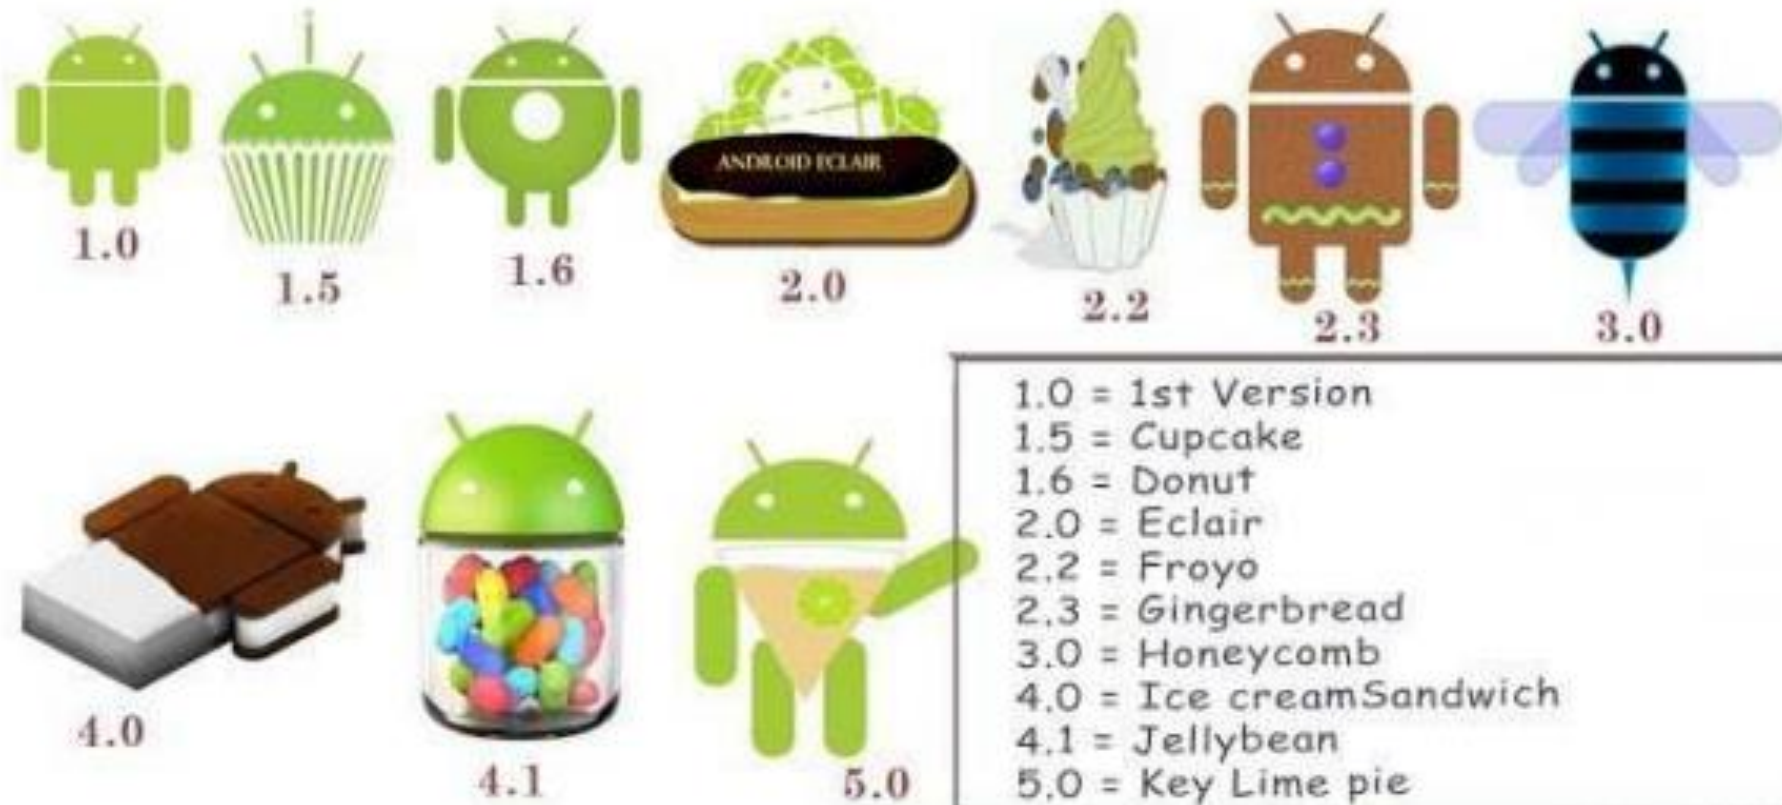 ANDROID ECLAIR
1.0
1.5
1.6
2.0
2.2
2.3
3.0
4.0
4.1
5.0
1.0 = 1st Version
1.5 = Cupcake
1.6 = Donut
2.0 = Eclair
2.2 = Froyo
2.3 = Gingerbread
3.0 = Honeycomb
4.0 = Ice creamSandwich
4.1 = Jellybean
5.0 = Key Lime pie